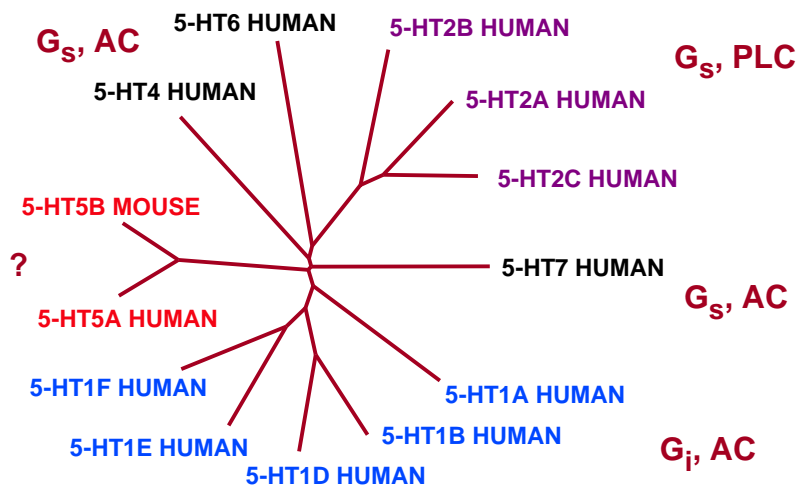 5-HT6 HUMAN
5-HT2B HUMAN
Gs, AC
Gs, PLC
5-HT4 HUMAN
5-HT2A HUMAN
5-HT2C HUMAN
5-HT5B MOUSE
?
5-HT7 HUMAN
Gs, AC
5-HT5A HUMAN
5-HT1F HUMAN
5-HT1A HUMAN
5-HT1E HUMAN
5-HT1B HUMAN
Gi, AC
5-HT1D HUMAN